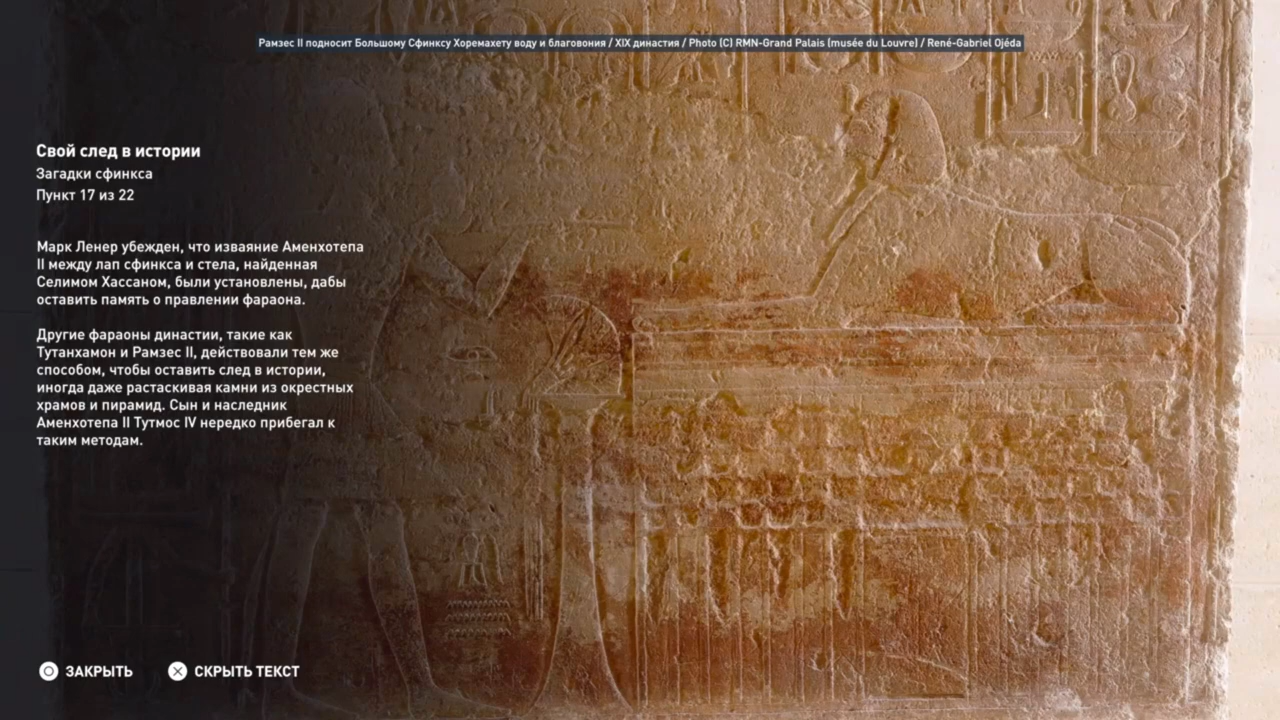 Рамзес II подносит Большому Сфинксу Хоремахету воду и благовония / XIX династия / Photo (C) RMN-Grand Palais (musée du Louvre) / René-Gabriel Ojéda
Свой след в истории
Загадки сфинкса
Пункт 17 из 22
Марк Ленер убежден, что изваяние Аменхотепа
II между лап сфинкса и стела, найденная
Селимом Хассаном, были установлены, дабы
оставить память о правлении фараона.
Другие фараоны династии, такие как
Тутанхамон и Рамзес II, действовали тем же
способом, чтобы оставить след в истории,
иногда даже растаскивая камни из окрестных
храмов и пирамид. Сын и наследник
Аменхотепа II Тутмос IV нередко прибегал к
таким методам.
ЗАКРЫТЬ СКРЫТЬ ТЕКСТ